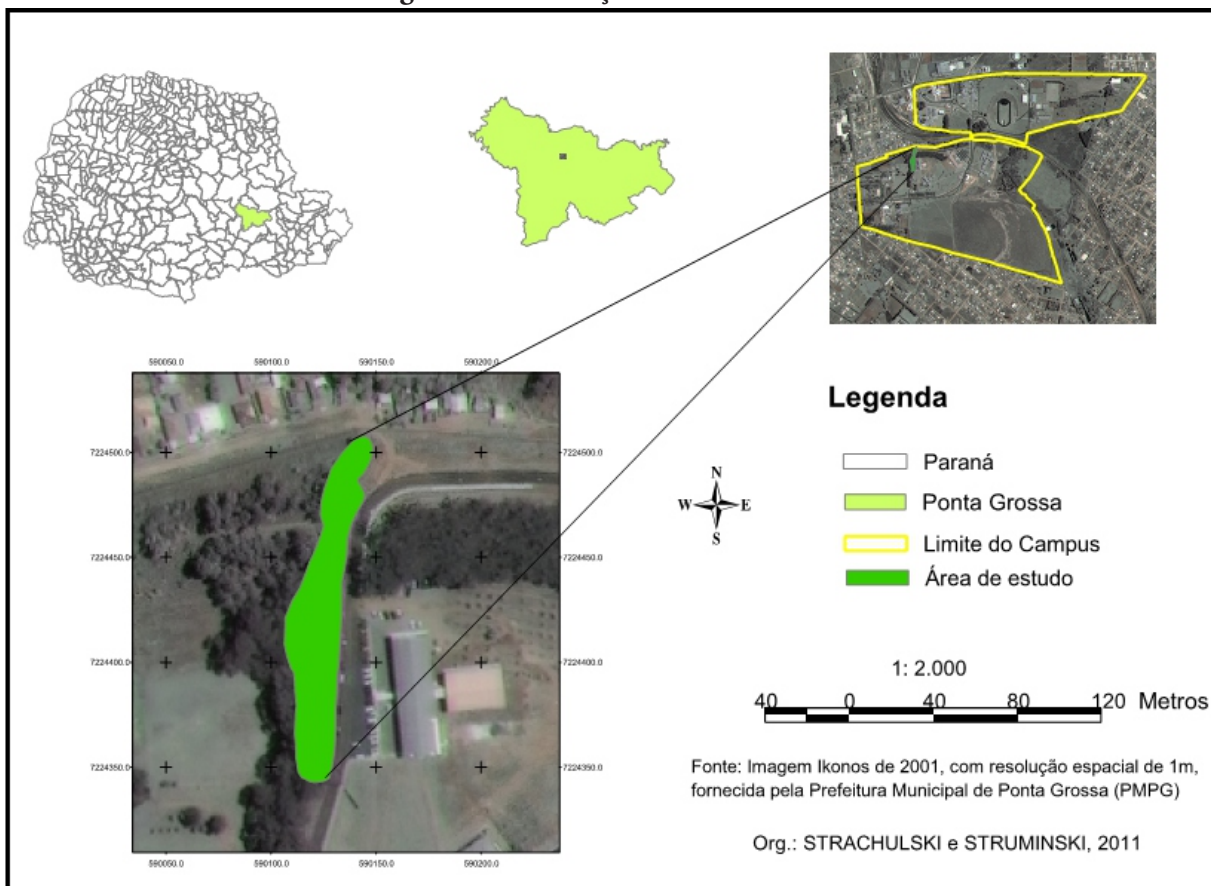 590050.0 590100.0 590150.0 590200.0
7224500.0 7224500.0
7224450.0 7224450.0
7224400.0 7224400.0
7224350.0 7224350.0
590050.0 590100.0 590150.0 590200.0
N
W E
S
Legenda
Paraná
Ponta Grossa
Limite do Campus
Área de estudo
1: 2.000
40 0 40 80 120 Metros
Fonte: Imagem Ikonos de 2001, com resolução espacial de 1m,
fornecida pela Prefeitura Municipal de Ponta Grossa (PMPG)
Org.: STRACHULSKI e STRUMINSKI, 2011